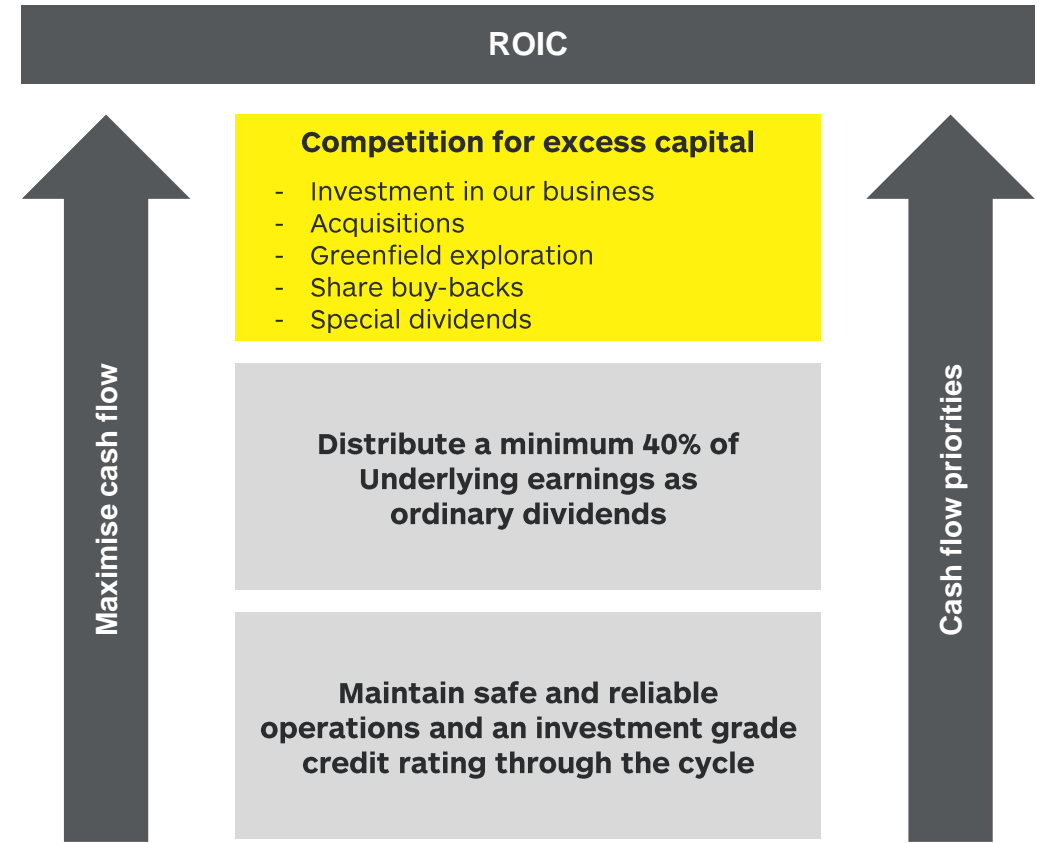 ROIC
Competition for excess capital
- Investment in our business
- Acquisitions
- Greenfield exploration
- Share buy-backs
- Special dividends
Maximise cash flow
Cash flow priorities
Distribute a minimum 40% of
Underlying earnings as
ordinary dividends
Maintain safe and reliable
operations and an investment grade
credit rating through the cycle